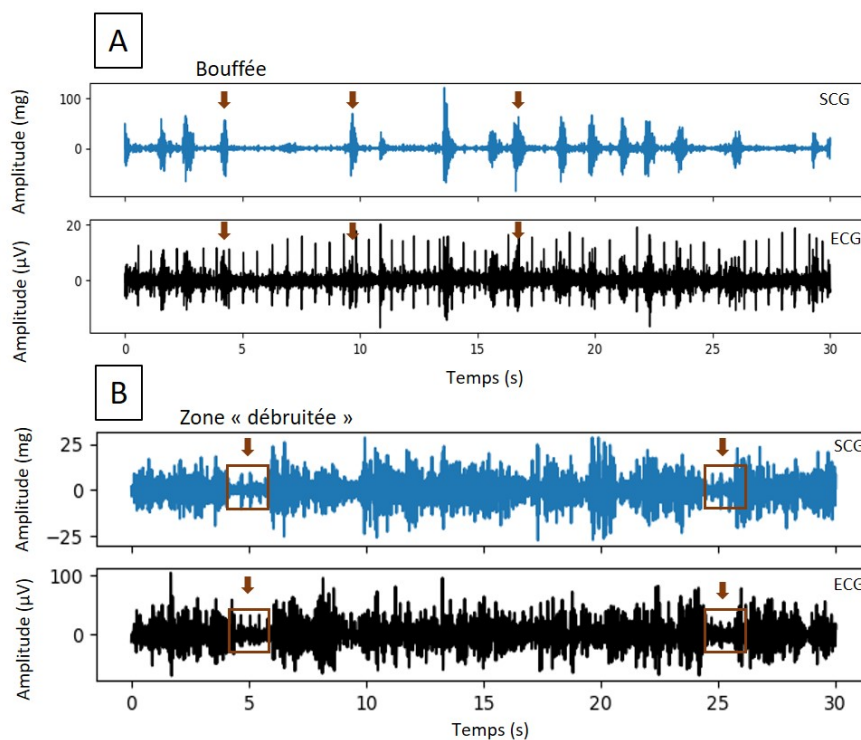 A
Bouffée
SCG
Amplitude (mg)
100
0
ECG
Amplitude (µV)
20
0
0 5 10 15 20 25 30
Temps (s)
B
Zone « débruitée »
SCG
Amplitude (mg)
25
0
−25
ECG
Amplitude (µV)
100
0
0 5 10 15 20 25 30
Temps (s)